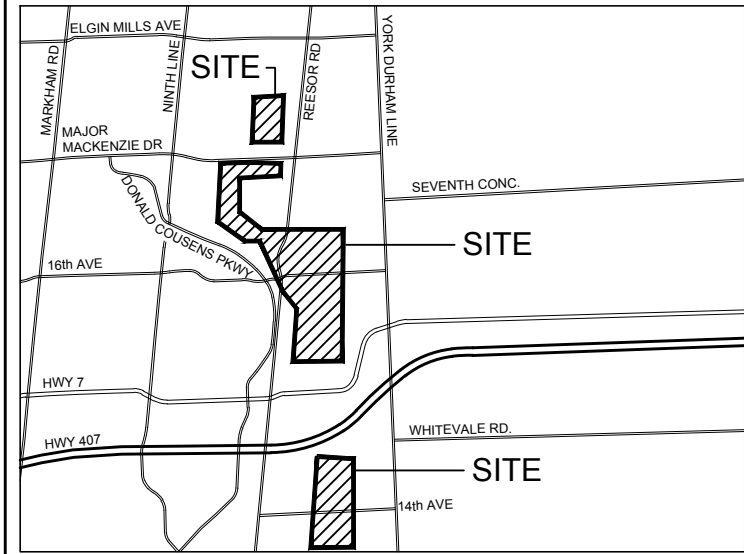 ELGIN MILLS AVE
MARKHAM RD
NINTH LINE
REESOR RD
YORK DURHAM LINE
SITE
MAJOR
MACKENZIE DR
DONALD COUSENS PKWY
SEVENTH CONC.
SITE
16th AVE
HWY 7
HWY 407
WHITEVALE RD.
SITE
14th AVE